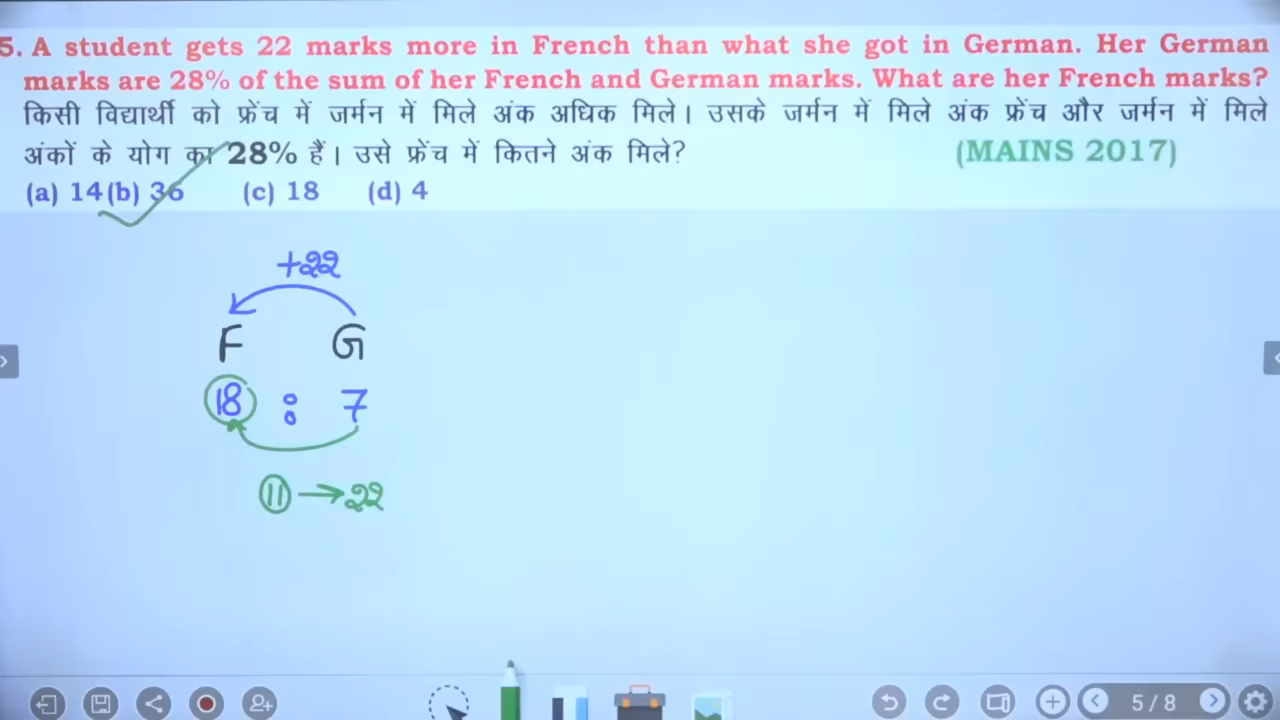 5. A student gets 22 marks more in French than what she got in German. Her German
marks are 28% of the sum of her French and German marks. What are her French marks?
किसी विद्यार्थी को फ्रेंच में जर्मन में मिले अंक अधिक मिले। उसके जर्मन में मिले अंक फ्रेंच और जर्मन में मिले
अंकों के योग का 28% हैं। उसे फ्रेंच में कितने अंक मिले? (MAINS 2017)
(a) 14 (b) 36 (c) 18 (d) 4
+22
F G
18 : 7
11 → 22
5 / 8